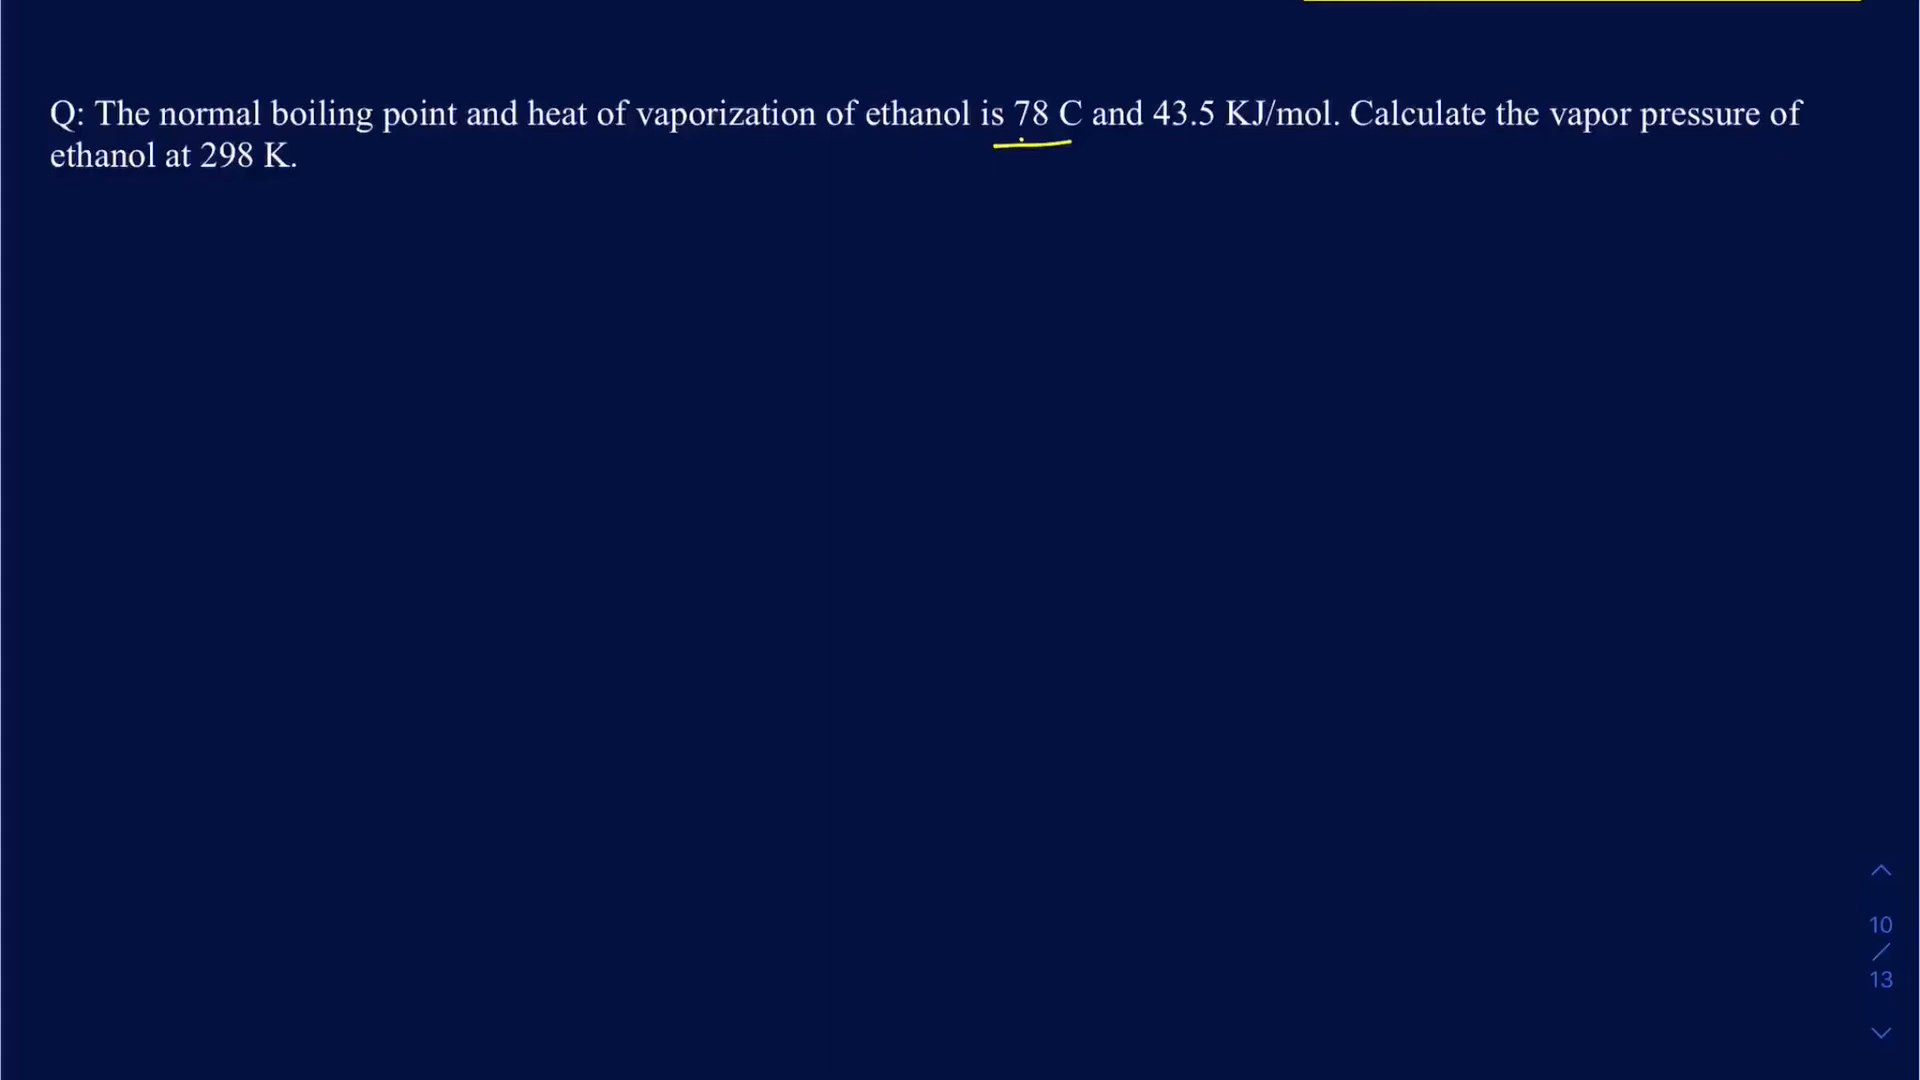 Q: The normal boiling point and heat of vaporization of ethanol is 78 C and 43.5 KJ/mol. Calculate the vapor pressure of
ethanol at 298 K.
10
/
13